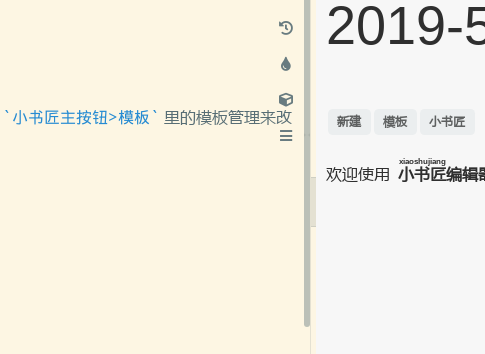 `小书匠主按钮>模板` 里的模板管理来改
2019-5
新建 模板 小书匠
xiaoshujiang
欢迎使用 小书匠编辑器